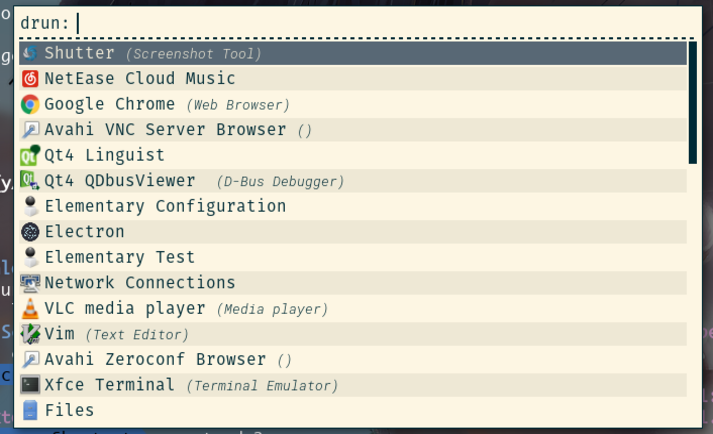 drun:
Shutter (Screenshot Tool)
NetEase Cloud Music
Google Chrome (Web Browser)
Avahi VNC Server Browser ()
Qt4 Linguist
Qt4 QDbusViewer (D-Bus Debugger)
Elementary Configuration
Electron
Elementary Test
Network Connections
VLC media player (Media player)
Vim (Text Editor)
Avahi Zeroconf Browser ()
Xfce Terminal (Terminal Emulator)
Files